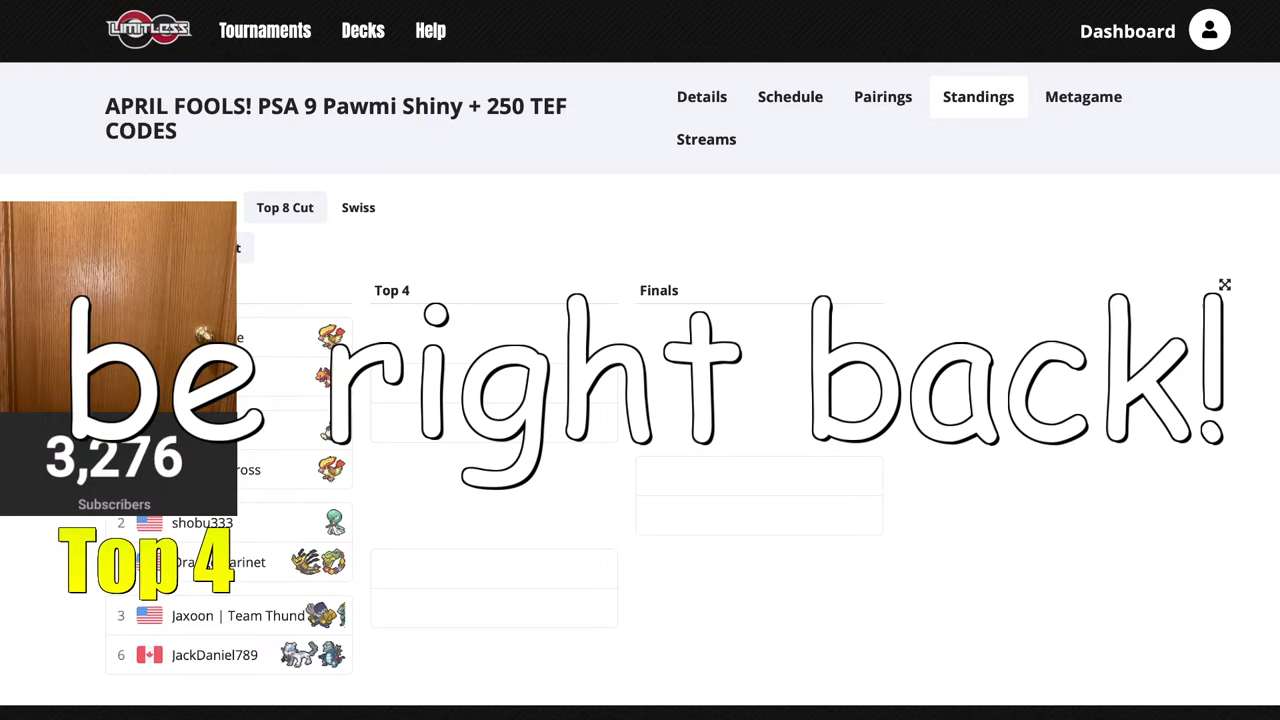 LIMITLESS Tournaments Decks Help Dashboard
APRIL FOOLS! PSA 9 Pawmi Shiny + 250 TEF
CODES
Details Schedule Pairings Standings Metagame
Streams
Top 8 Cut Swiss
t
Top 4 Finals
e
be right back!
3,276
ross
Subscribers
2 shobu333
Top 4
3 Jaxoon | Team Thund
6 JackDaniel789